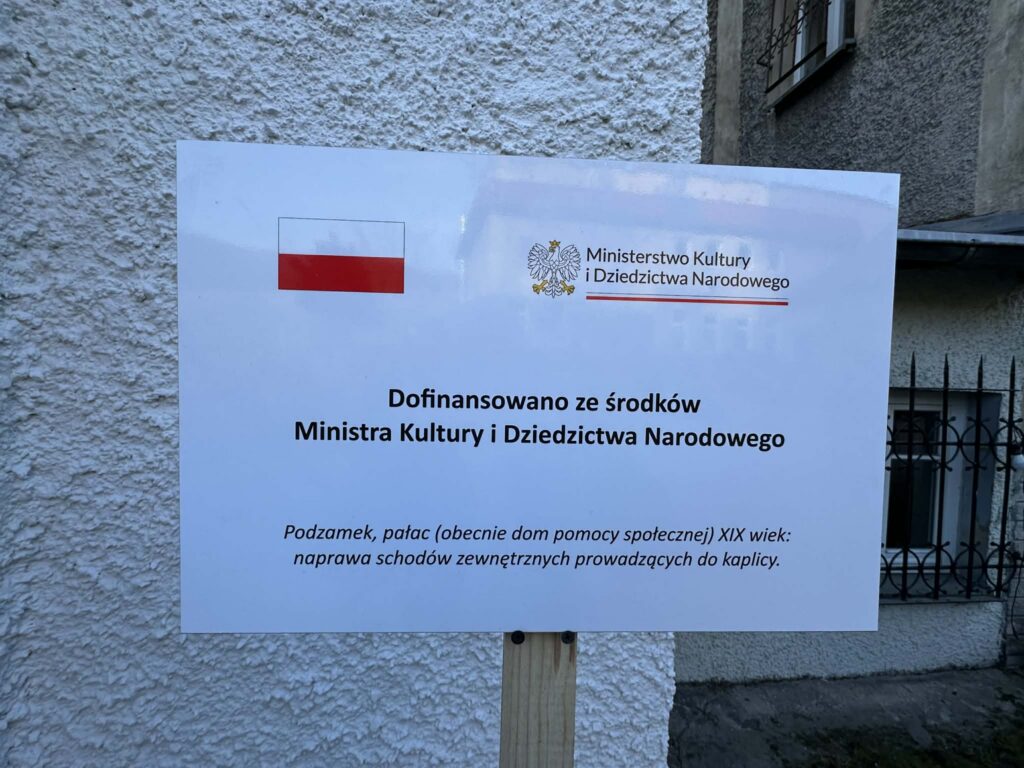 Ministerstwo Kultury
i Dziedzictwa Narodowego
Dofinansowano ze środków
Ministra Kultury i Dziedzictwa Narodowego
Podzamek, pałac (obecnie dom pomocy społecznej) XIX wiek:
naprawa schodów zewnętrznych prowadzących do kaplicy.